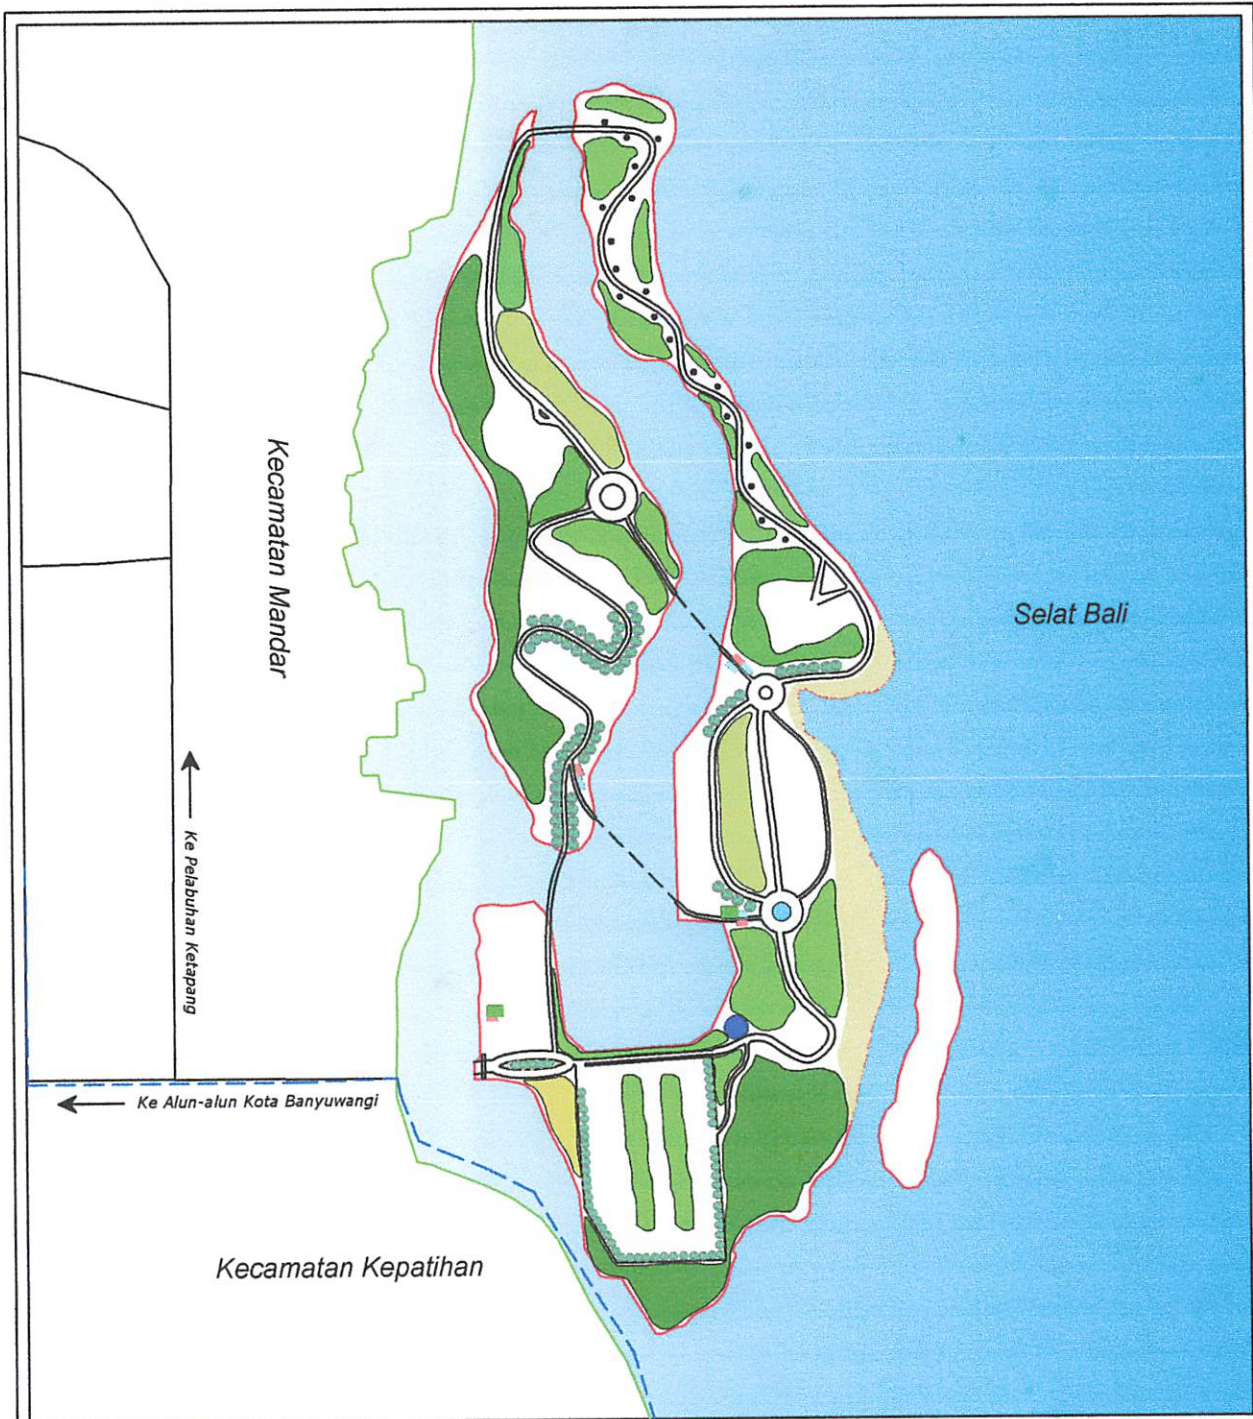 Kecamatan Mandar
Selat Bali
Ke Pelabuhan Ketapang
Ke Alun-alun Kota Banyuwangi
Kecamatan Kepatihan